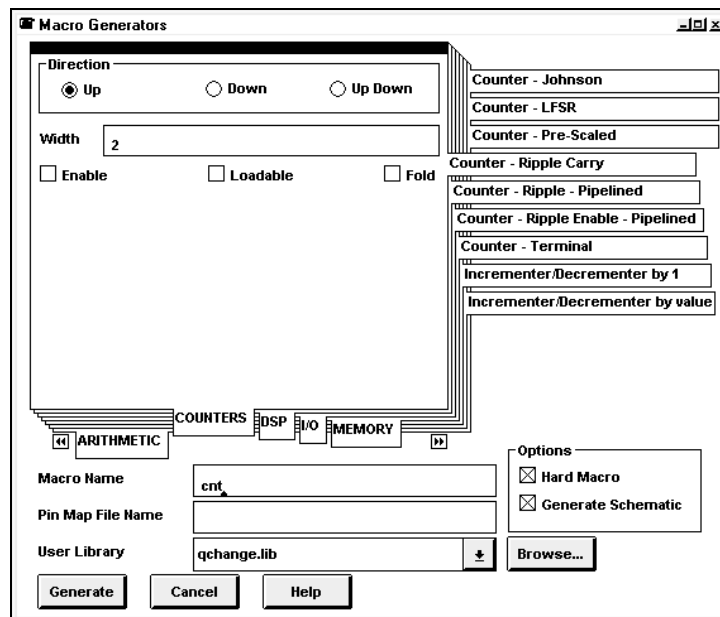 Macro Generators
Direction
Up
Down
Up Down
Width
2
Enable
Loadable
Fold
Counter - Johnson
Counter - LFSR
Counter - Pre-Scaled
Counter - Ripple Carry
Counter - Ripple - Pipelined
Counter - Ripple Enable - Pipelined
Counter - Terminal
Incrementer/Decrementer by 1
Incrementer/Decrementer by value
ARITHMETIC
COUNTERS
DSP
I/O
MEMORY
Macro Name
cnt
Pin Map File Name
User Library
qchange.lib
Options
Hard Macro
Generate Schematic
Browse...
Generate
Cancel
Help